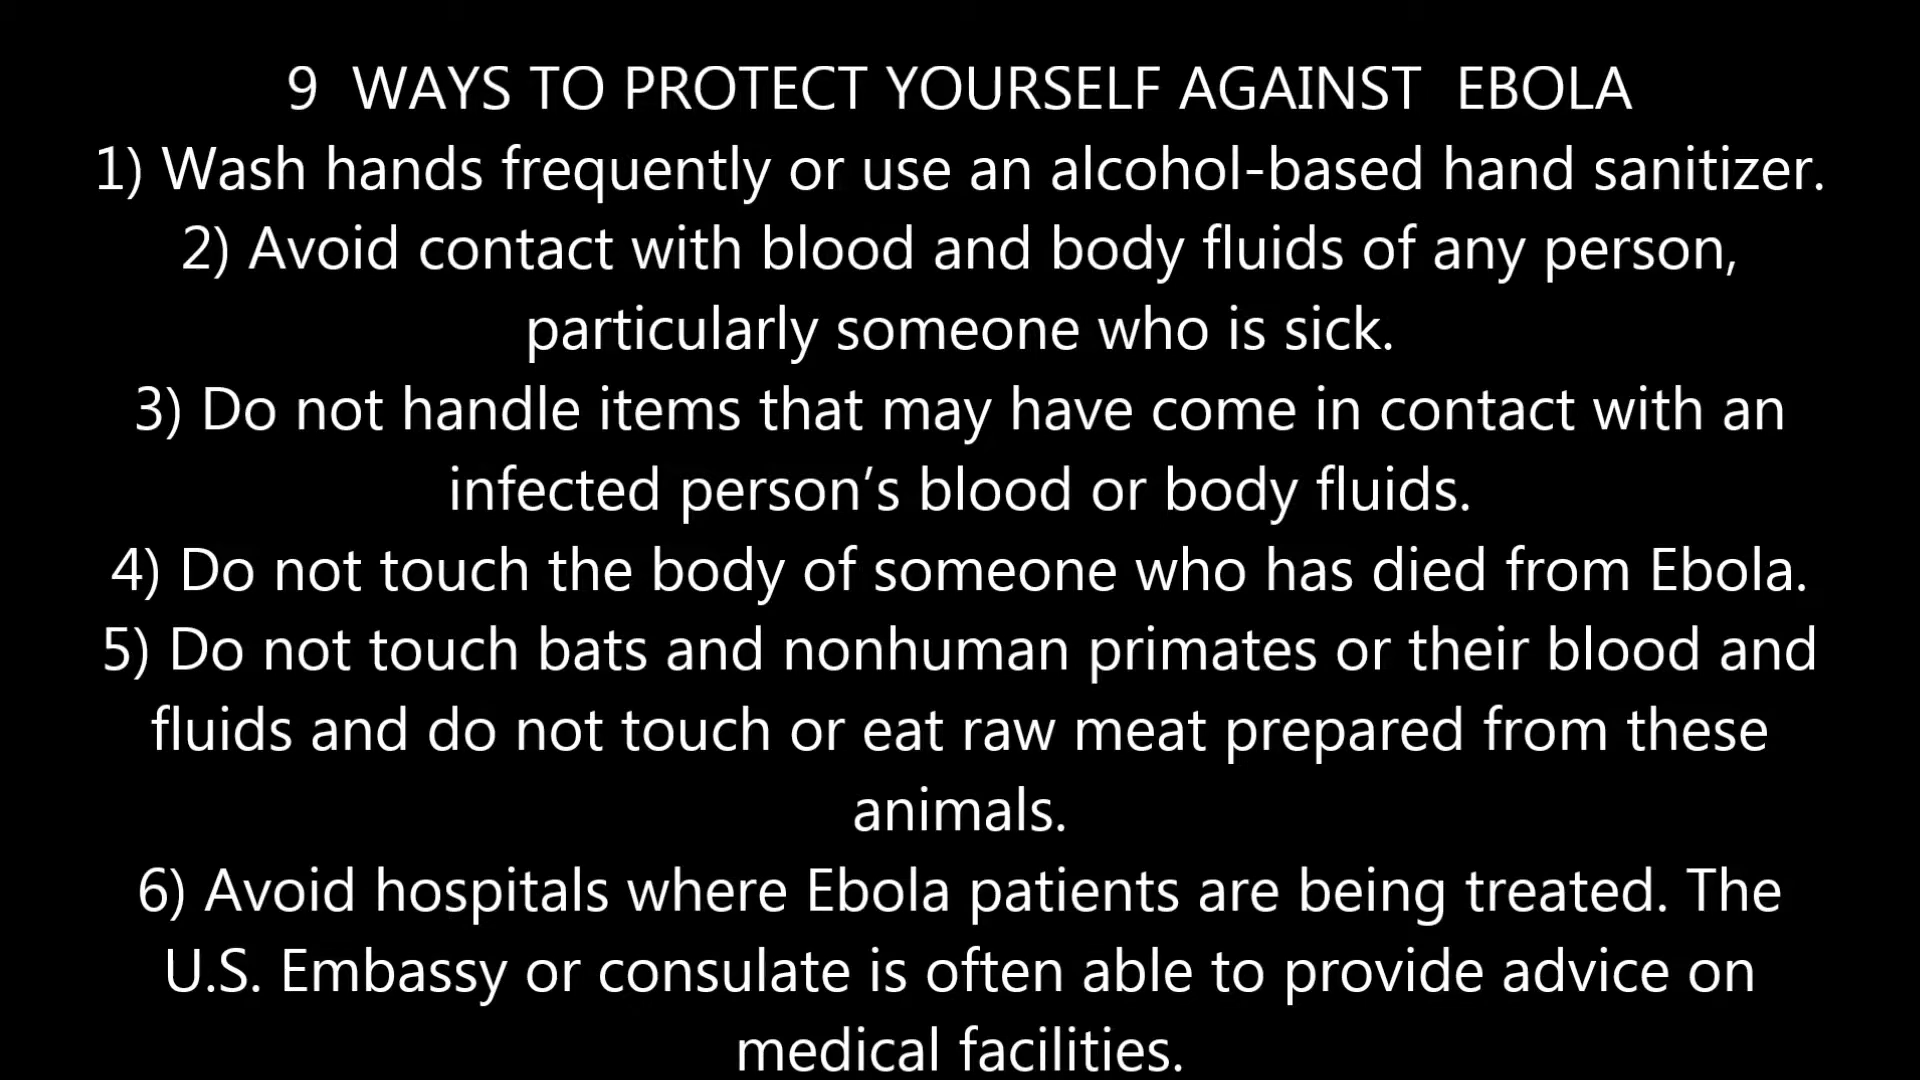 9  WAYS TO PROTECT YOURSELF AGAINST  EBOLA
1) Wash hands frequently or use an alcohol-based hand sanitizer.
2) Avoid contact with blood and body fluids of any person,
particularly someone who is sick.
3) Do not handle items that may have come in contact with an
infected person’s blood or body fluids.
4) Do not touch the body of someone who has died from Ebola.
5) Do not touch bats and nonhuman primates or their blood and
fluids and do not touch or eat raw meat prepared from these
animals.
6) Avoid hospitals where Ebola patients are being treated. The
U.S. Embassy or consulate is often able to provide advice on
medical facilities.